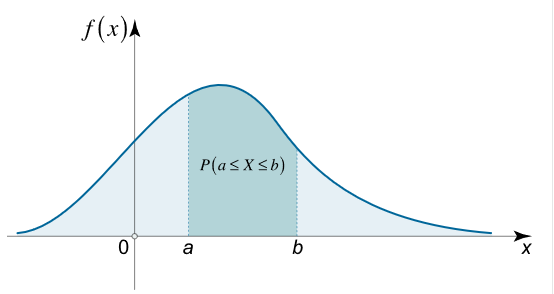 f(x)
P(a ≤ X ≤ b)
0 a b x